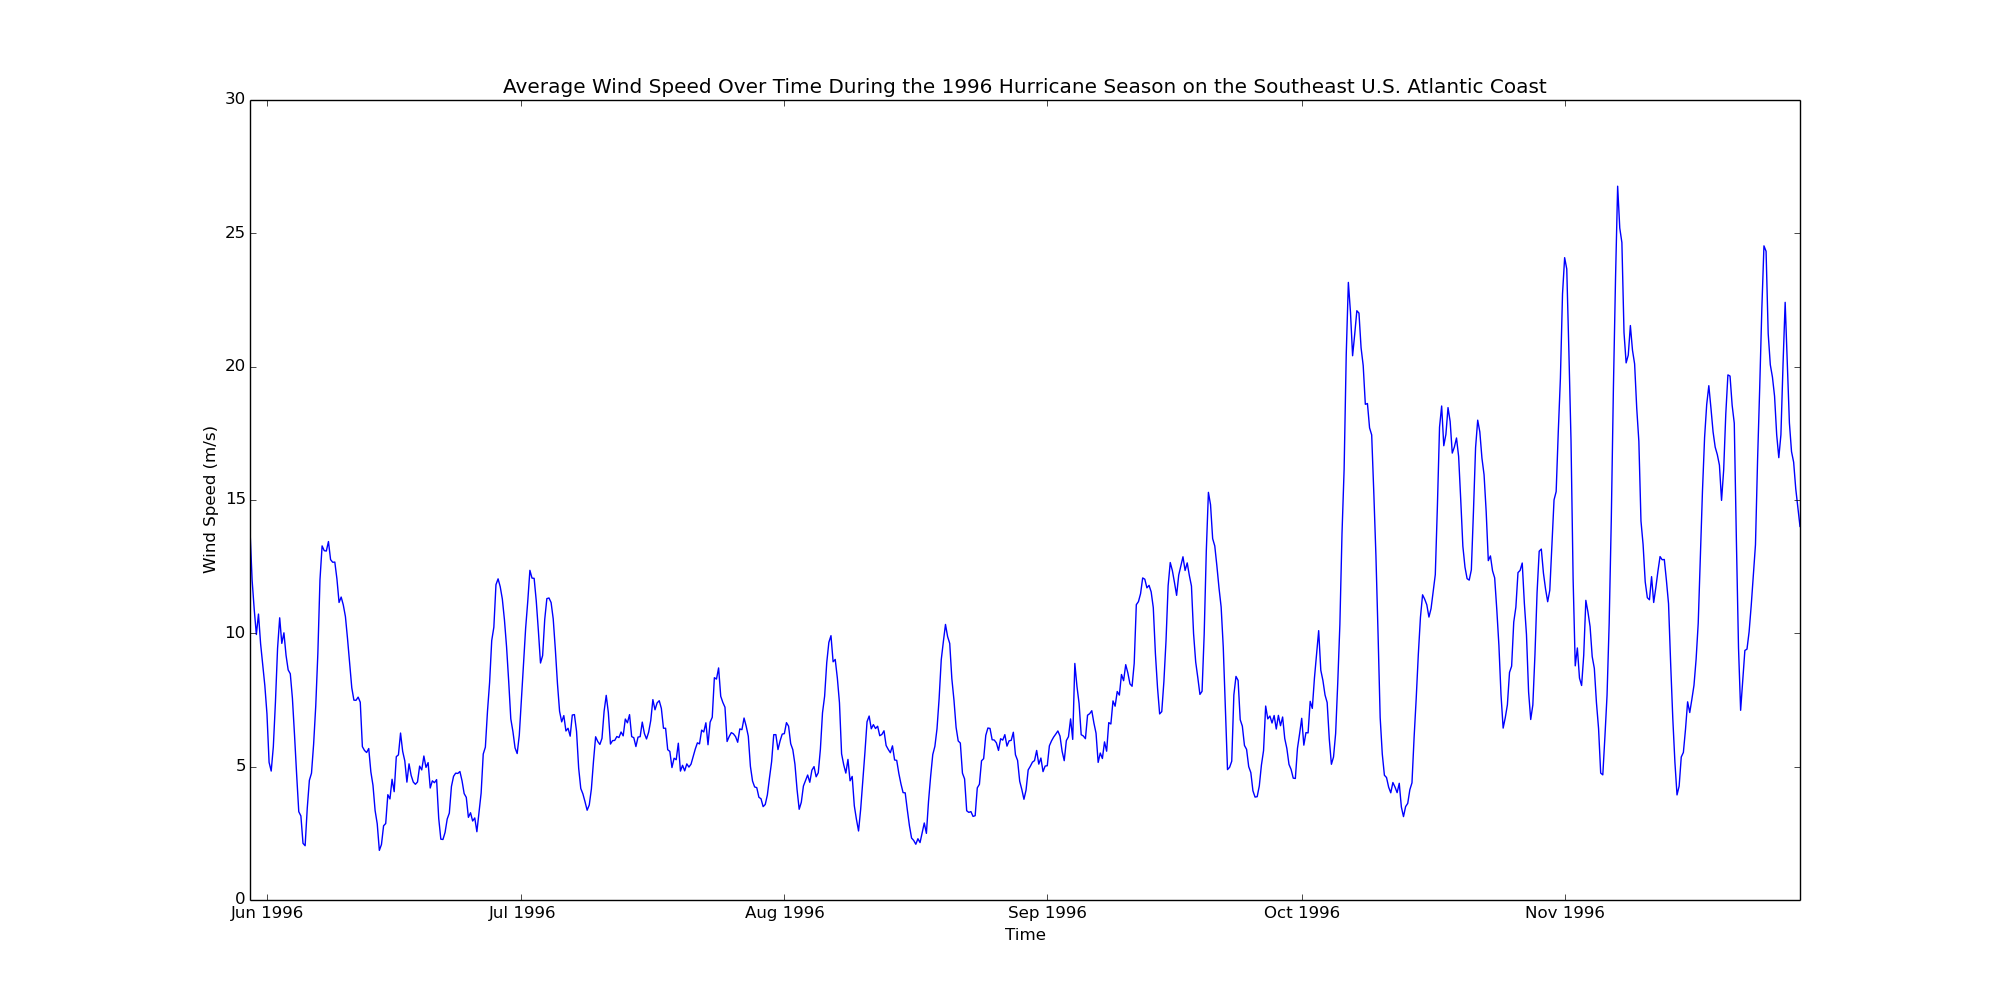 Average Wind Speed Over Time During the 1996 Hurricane Season on the Southeast U.S. Atlantic Coast
30
25
20
15
10
5
0
Wind Speed (m/s)
Jun 1996 Jul 1996 Aug 1996 Sep 1996 Oct 1996 Nov 1996
Time